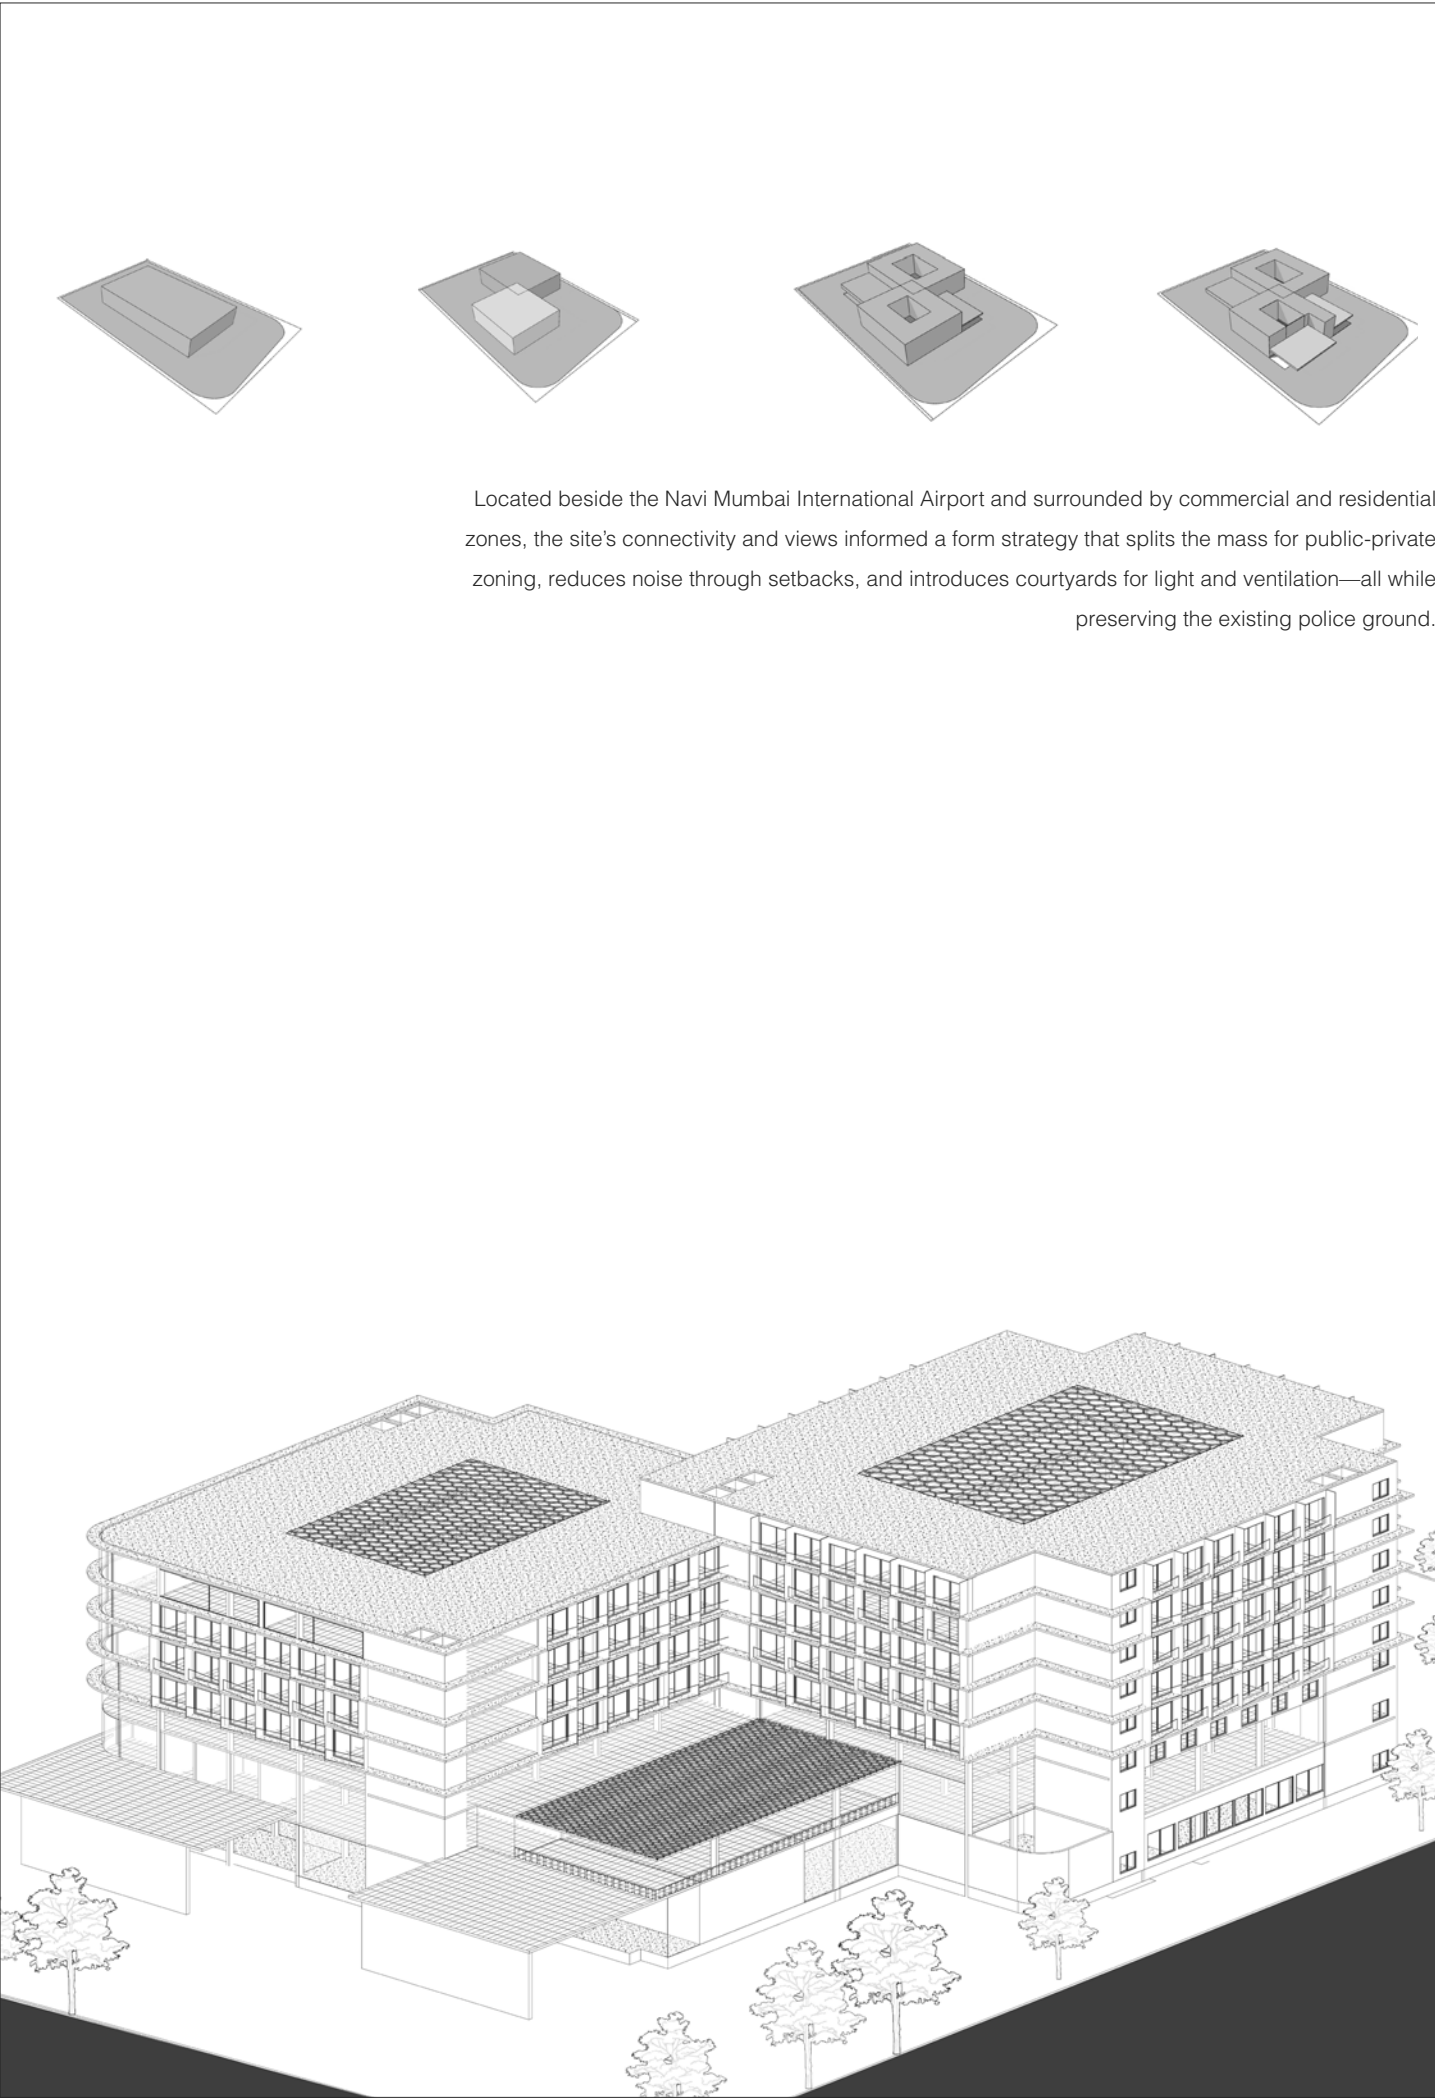 Located beside the Navi Mumbai International Airport and surrounded by commercial and residential
zones, the site’s connectivity and views informed a form strategy that splits the mass for public-private
zoning, reduces noise through setbacks, and introduces courtyards for light and ventilation—all while
preserving the existing police ground.